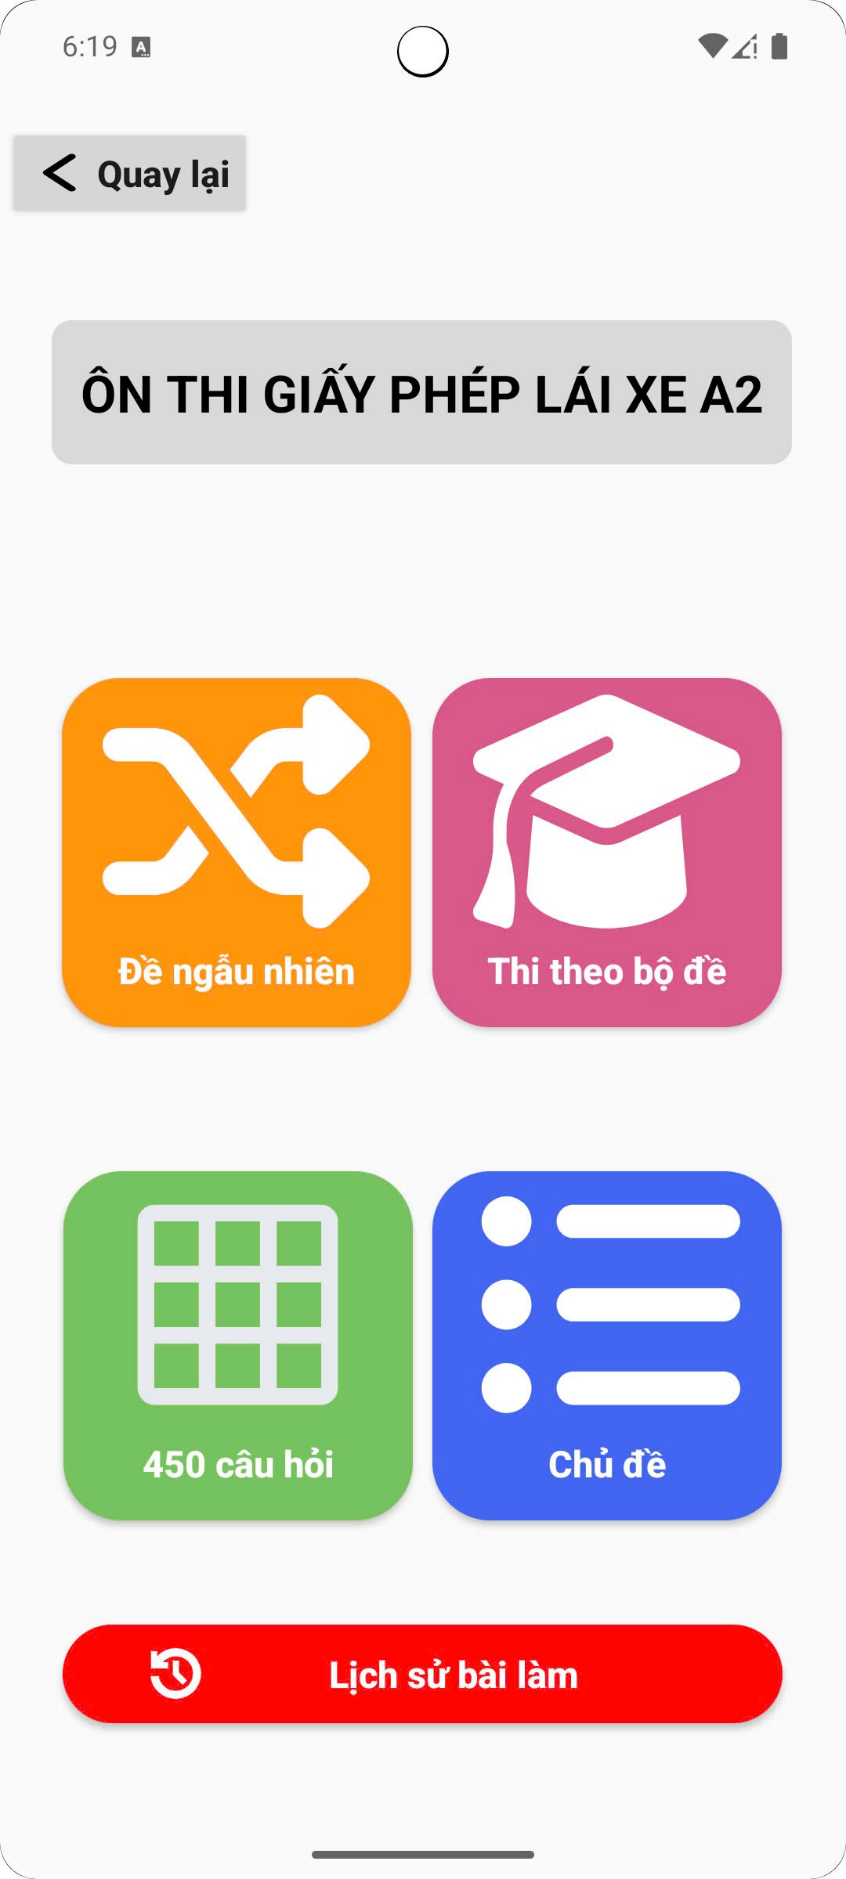 6:19
Quay lại
ÔN THI GIẤY PHÉP LÁI XE A2
Đề ngẫu nhiên
Thi theo bộ đề
450 câu hỏi
Chủ đề
Lịch sử bài làm